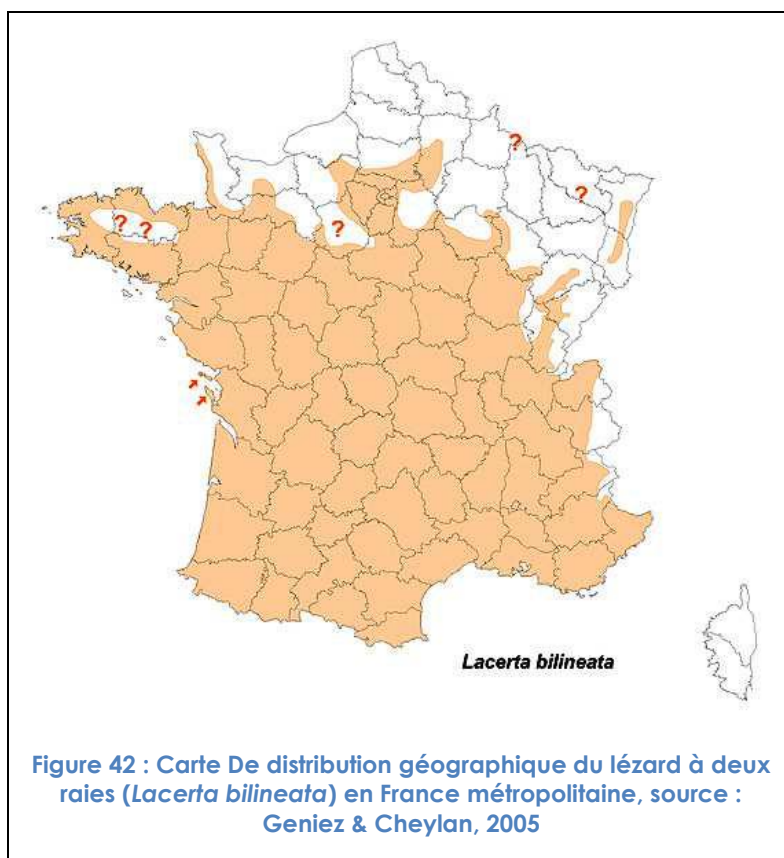 ?
?
? ?
?
Lacerta bilineata
Figure 42 : Carte De distribution géographique du lézard à deux
raies (Lacerta bilineata) en France métropolitaine, source :
Geniez & Cheylan, 2005